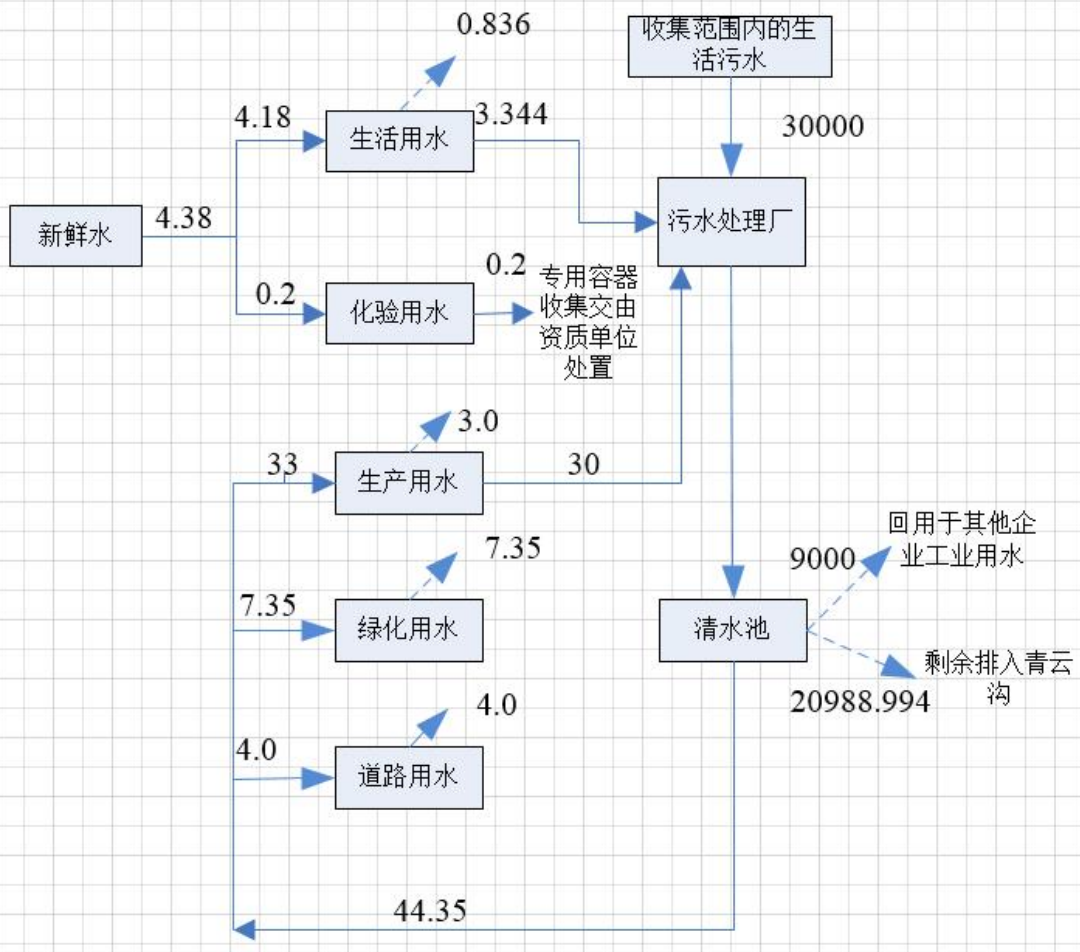 0.836
收集范围内的生
活污水
4.18
生活用水
3.344
30000
新鲜水
4.38
污水处理厂
0.2
化验用水
0.2
专用容器
收集交由
资质单位
处置
3.0
33
生产用水
30
7.35
7.35
绿化用水
9000
回用于其他企
业工业用水
清水池
剩余排入青云
沟
20988.994
4.0
4.0
道路用水
44.35